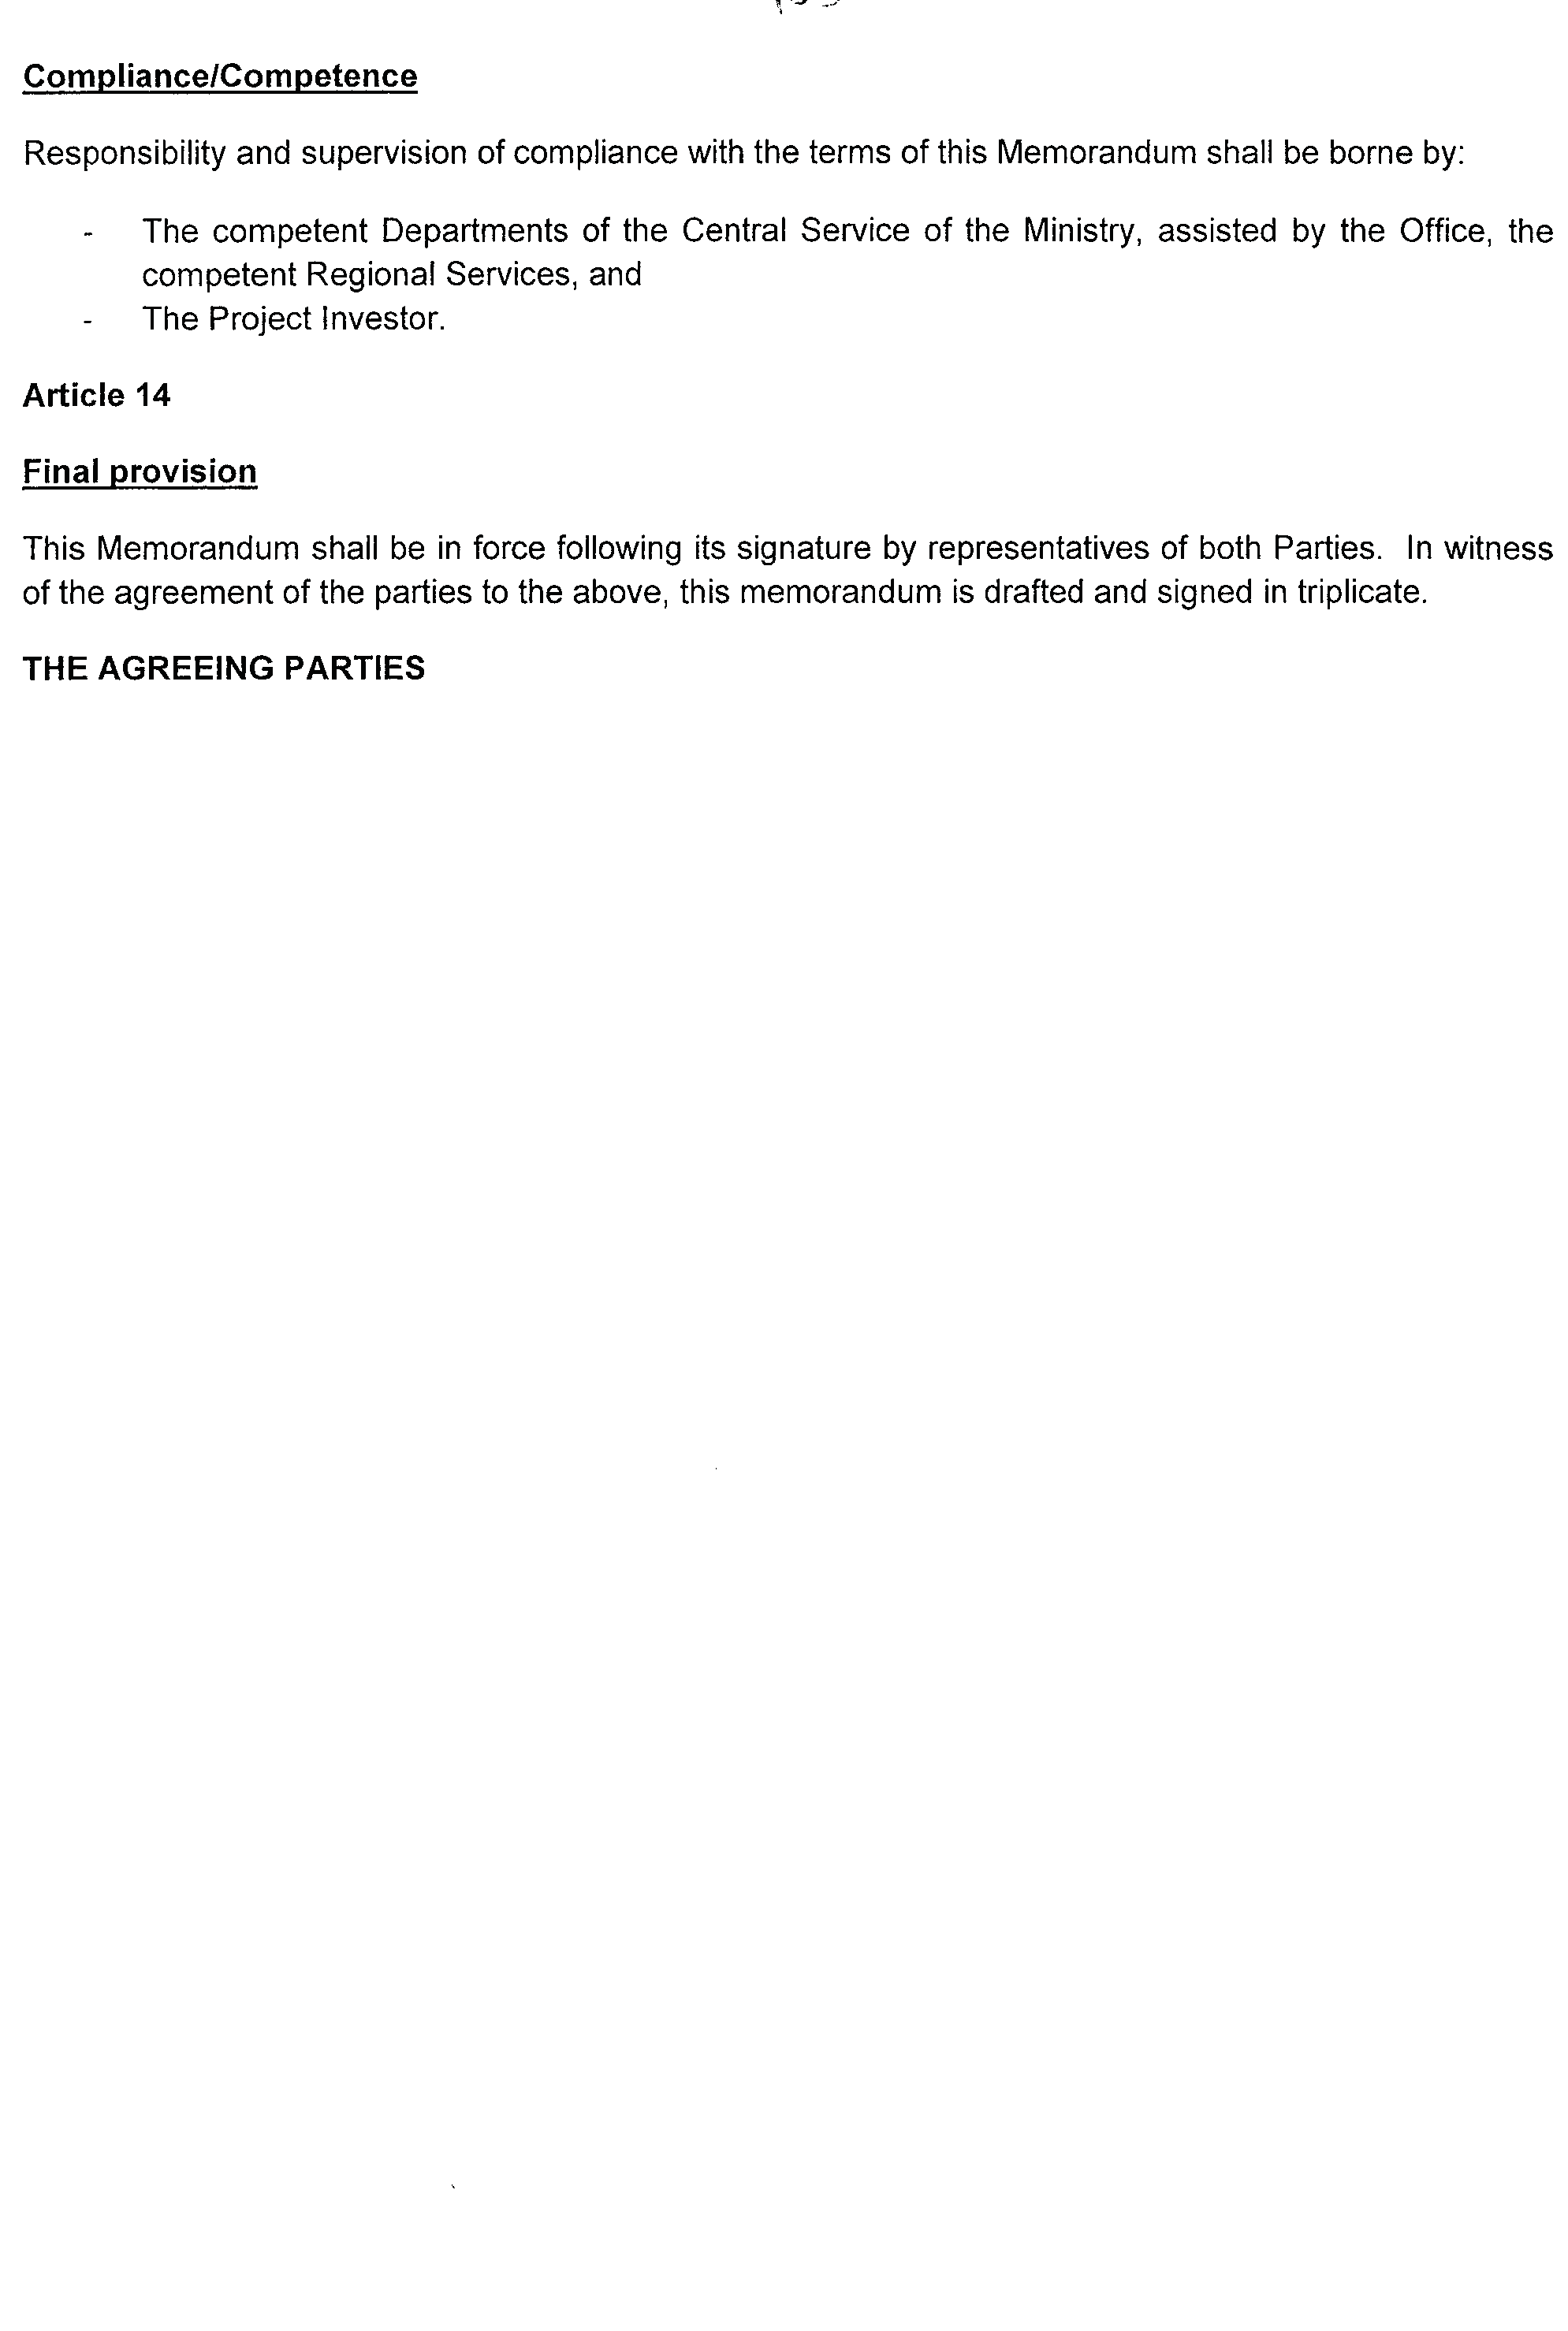 Compliance/Competence
Responsibility and supervision of compliance with the terms of this Memorandum shall be borne by:
- The competent Departments of the Central Service of the Ministry, assisted by the Office, the
competent Regional Services, and
- The Project Investor.
Article 14
Final provision
This Memorandum shall be in force following its signature by representatives of both Parties. In witness
of the agreement of the parties to the above, this memorandum is drafted and signed in triplicate.
THE AGREEING PARTIES